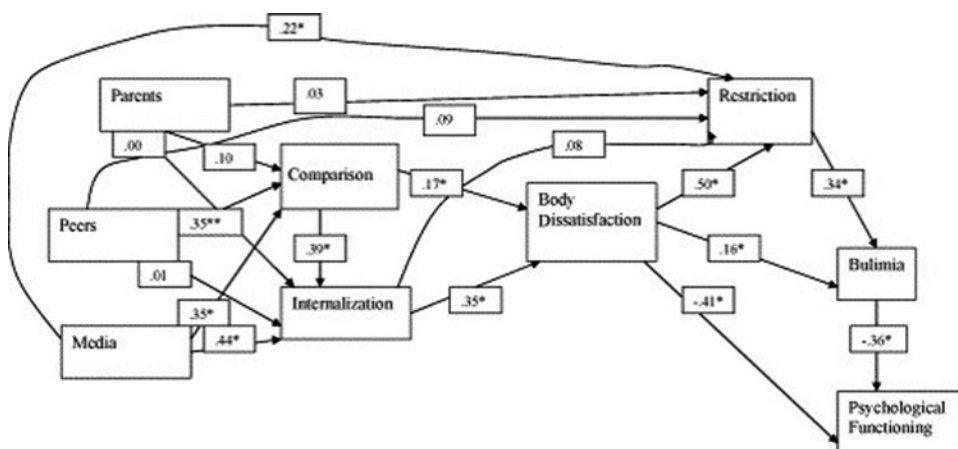 .22*
Parents
.03
Restriction
.09
.00
.10
.08
Comparison
.17*
Body
Dissatisfaction
.50*
.34*
Peers
.35**
.39*
.16*
Bulimia
.01
Internalization
.35*
-.41*
.35*
Media
.44*
-.36*
Psychological
Functioning